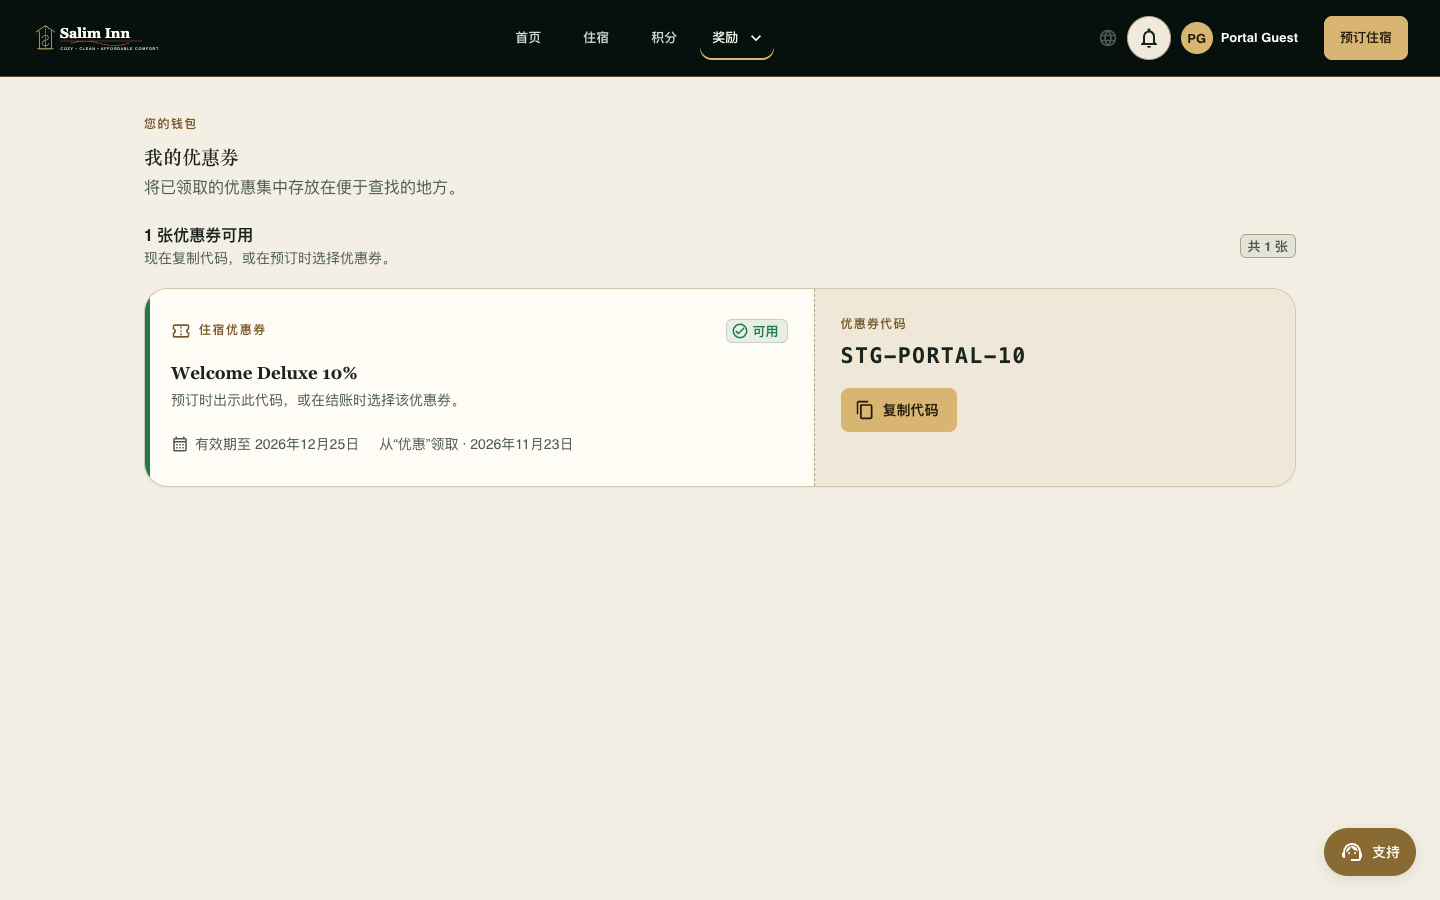 Salim Inn
COZY • CLEAN • AFFORDABLE COMFORT
首页
住宿
积分
奖励
PG
Portal Guest
预订住宿
您的钱包
我的优惠券
将已领取的优惠集中存放在便于查找的地方。
1 张优惠券可用
现在复制代码，或在预订时选择优惠券。
共 1 张
住宿优惠券
可用
Welcome Deluxe 10%
预订时出示此代码，或在结账时选择该优惠券。
有效期至 2026年12月25日
从“优惠”领取 · 2026年11月23日
优惠券代码
STG-PORTAL-10
复制代码
支持